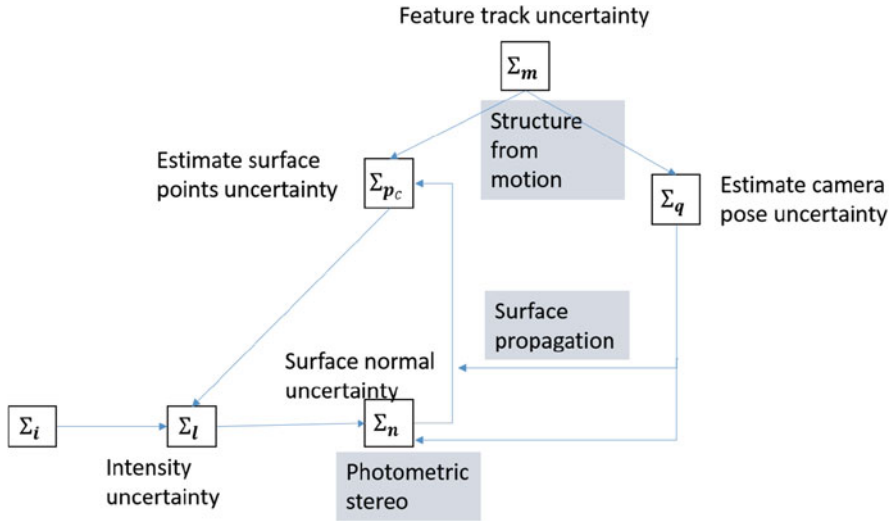 Feature track uncertainty
Σm
Structure
from
motion
Estimate surface
points uncertainty
Σpc
Σq
Estimate camera
pose uncertainty
Surface
propagation
Surface normal
uncertainty
Σi
Σl
Σn
Intensity
uncertainty
Photometric
stereo